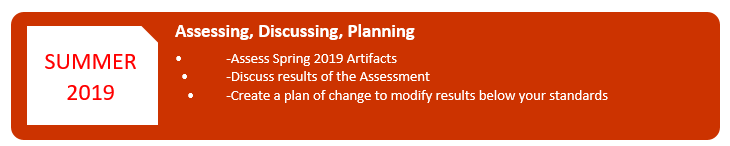 SUMMER
2019
Assessing, Discussing, Planning
• -Assess Spring 2019 Artifacts
• -Discuss results of the Assessment
• -Create a plan of change to modify results below your standards